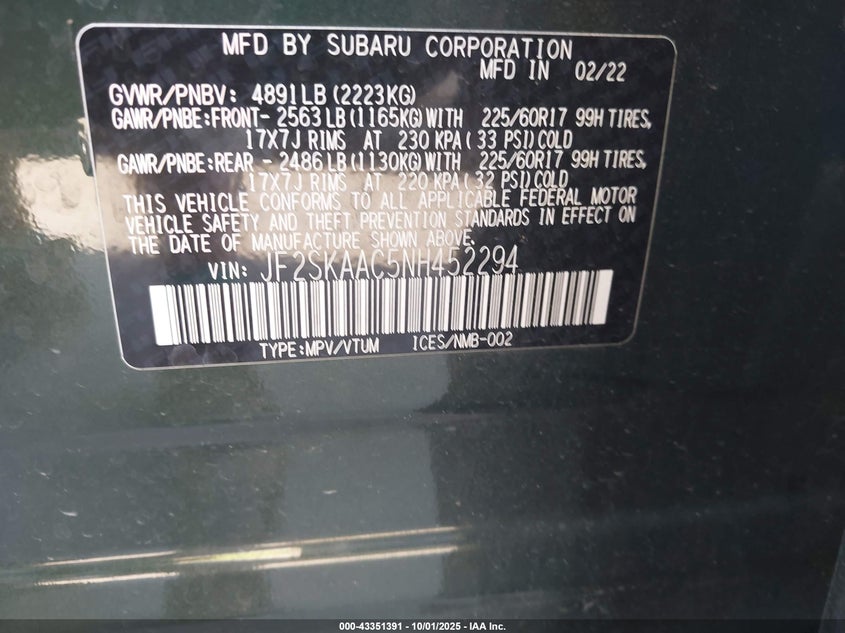 MFD BY SUBARU CORPORATION
MFD IN 02/22
GVWR/PNBV: 4891LB (2223KG)
GAWR/PNBE:FRONT- 2563LB(1165KG)WITH 225/60R17 99H TIRES,
17X7J RIMS AT 230 KPA(33 PSI)COLD
GAWR/PNBE:REAR - 2486LB(1130KG)WITH 225/60R17 99H TIRES,
17X7J RIMS AT 220 KPA(32 PSI)COLD
THIS VEHICLE CONFORMS TO ALL APPLICABLE FEDERAL MOTOR
VEHICLE SAFETY AND THEFT PREVENTION STANDARDS IN EFFECT ON
THE DATE OF MANUFACTURE SHOWN ABOVE.
VIN: JF2SKAAC5NH452294
TYPE:MPV/VTUM ICES/NMB-002
000-43351391 - 10/01/2025 - IAA Inc.